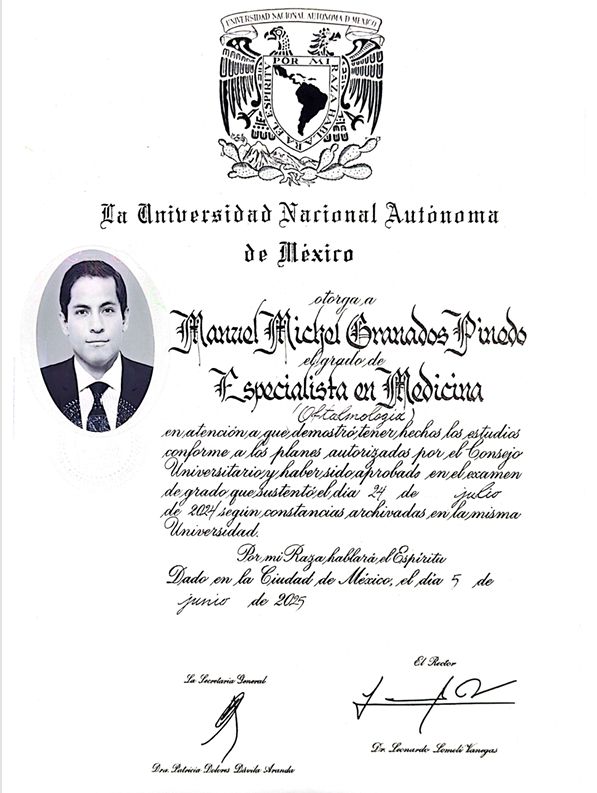 UNIVERSIDAD NACIONAL AUTONOMA D MEXICO
POR MI RAZA HABLARA EL ESPIRITU
La Universidad Nacional Autónoma
de México
otorga a
Manuel Michel Granados Pinedo
el grado de
Especialista en Medicina
(Oftalmología)
en atención a que demostró tener hechos los estudios
conforme a los planes autorizados por el Consejo
Universitario y haber sido aprobado en el examen
de grado que sustentó el día 24 de julio
de 2024 según constancias archivadas en la misma
Universidad.
Por mi Raza hablará el Espíritu
Dado en la Ciudad de México, el día 5 de
junio de 2025
El Rector
La Secretaria General
Dr. Leonardo Lomelí Vanegas
Dra. Patricia Dolores Dávila Aranda